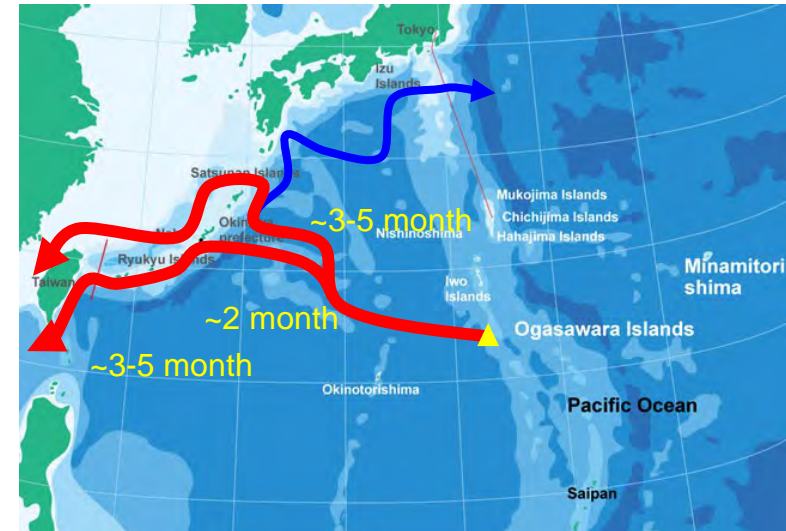 Tokyo
Izu
Islands
Satsunan Islands
Mukojima Islands
Chichijima Islands
Hahajima Islands
~3-5 month
Nishinoshima
Okinawa
prefecture
Ryukyu Islands
Taiwan
Iwo
Islands
Minamitori
shima
~2 month
Ogasawara Islands
~3-5 month
Okinotorishima
Pacific Ocean
Saipan